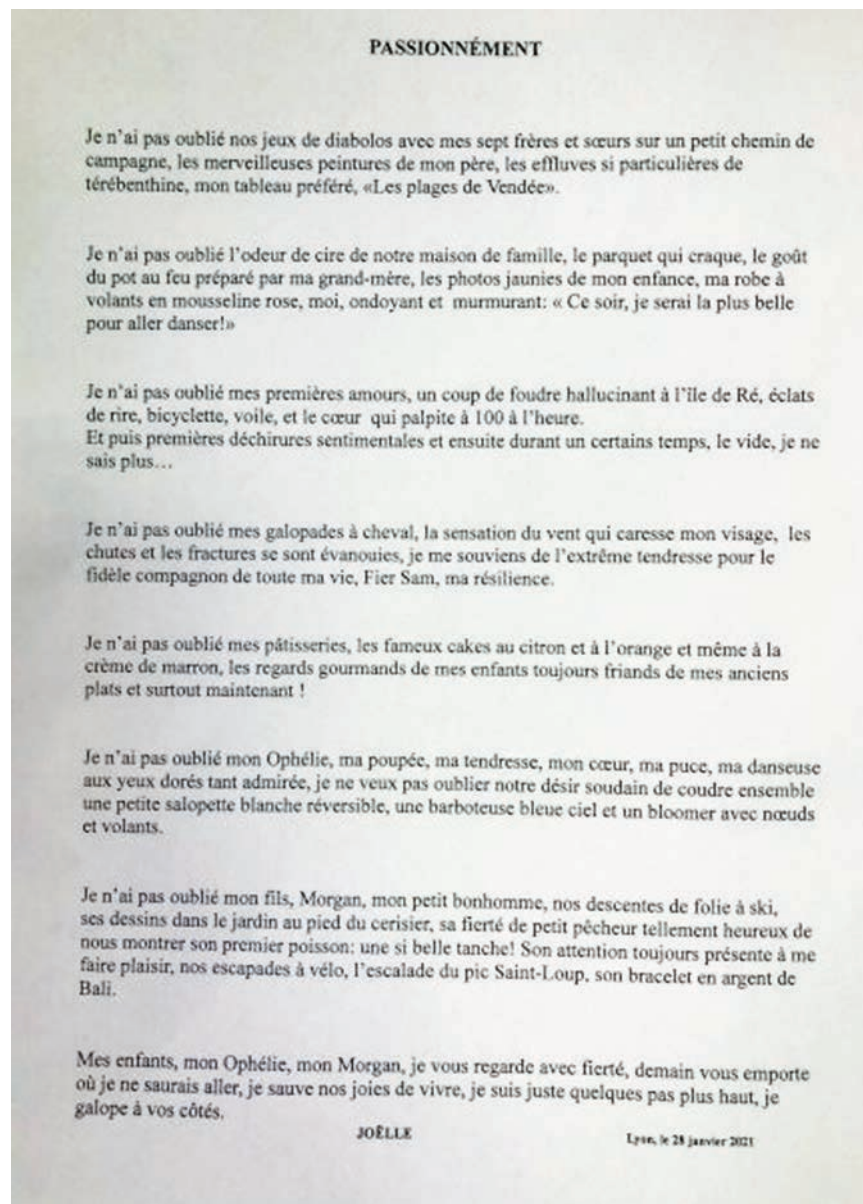 PASSIONNÉMENT
Je n'ai pas oublié nos jeux de diabolos avec mes sept frères et sœurs sur un petit chemin de
campagne, les merveilleuses peintures de mon père, les effluves si particulières de
térébenthine, mon tableau préféré, «Les plages de Vendée».
Je n'ai pas oublié l'odeur de cire de notre maison de famille, le parquet qui craque, le goût
du pot au feu préparé par ma grand-mère, les photos jaunies de mon enfance, ma robe à
volants en mousseline rose, moi, ondoyant et murmurant: « Ce soir, je serai la plus belle
pour aller danser!»
Je n'ai pas oublié mes premières amours, un coup de foudre hallucinant à l'île de Ré, éclats
de rire, bicyclette, voile, et le cœur qui palpite à 100 à l'heure.
Et puis premières déchirures sentimentales et ensuite durant un certains temps, le vide, je ne
sais plus…
Je n'ai pas oublié mes galopades à cheval, la sensation du vent qui caresse mon visage, les
chutes et les fractures se sont évanouies, je me souviens de l'extrême tendresse pour le
fidèle compagnon de toute ma vie, Fier Sam, ma résilience.
Je n'ai pas oublié mes pâtisseries, les fameux cakes au citron et à l'orange et même à la
crème de marron, les regards gourmands de mes enfants toujours friands de mes anciens
plats et surtout maintenant !
Je n'ai pas oublié mon Ophélie, ma poupée, ma tendresse, mon cœur, ma puce, ma danseuse
aux yeux dorés tant admirée, je ne veux pas oublier notre désir soudain de coudre ensemble
une petite salopette blanche réversible, une barboteuse bleue ciel et un bloomer avec nœuds
et volants.
Je n'ai pas oublié mon fils, Morgan, mon petit bonhomme, nos descentes de folie à ski,
ses dessins dans le jardin au pied du cerisier, sa fierté de petit pêcheur tellement heureux de
nous montrer son premier poisson: une si belle tanche! Son attention toujours présente à me
faire plaisir, nos escapades à vélo, l'escalade du pic Saint-Loup, son bracelet en argent de
Bali.
Mes enfants, mon Ophélie, mon Morgan, je vous regarde avec fierté, demain vous emporte
où je ne saurais aller, je sauve nos joies de vivre, je suis juste quelques pas plus haut, je
galope à vos côtés.
JOËLLE
Lyon, le 28 janvier 2021